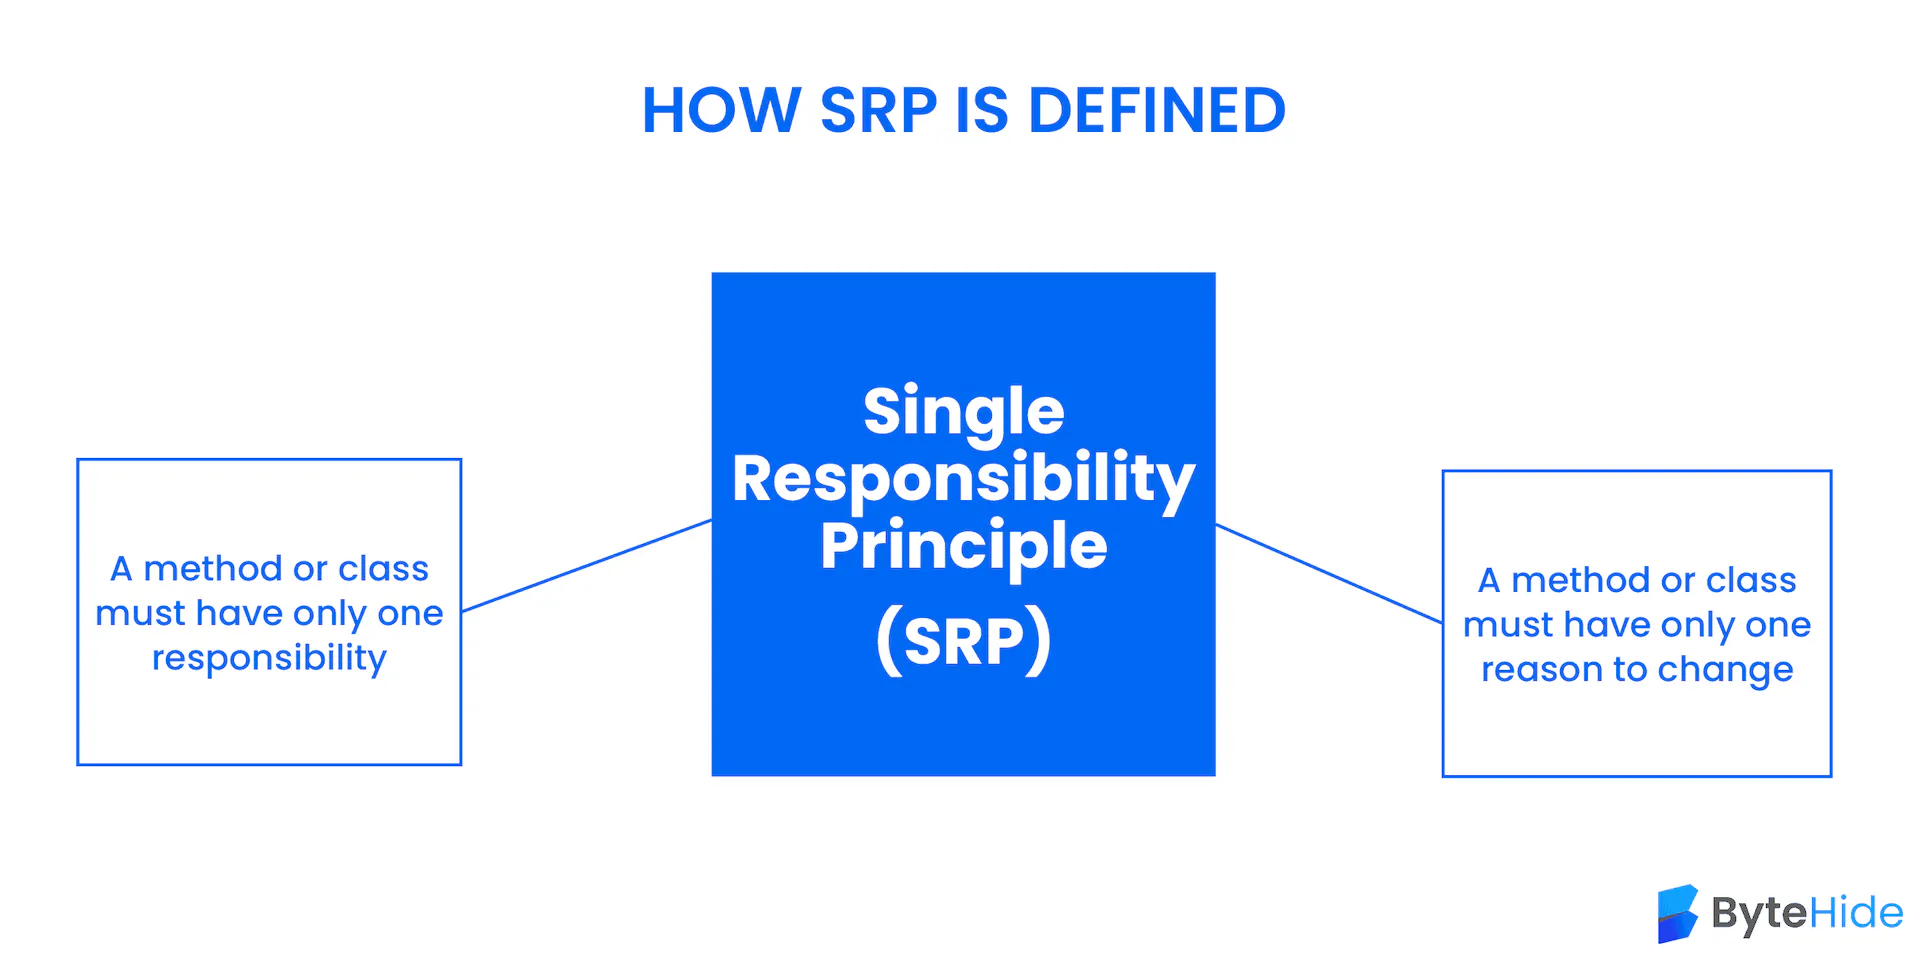 HOW SRP IS DEFINED
Single
Responsibility
Principle
(SRP)
A method or class
must have only one
responsibility
A method or class
must have only one
reason to change
ByteHide